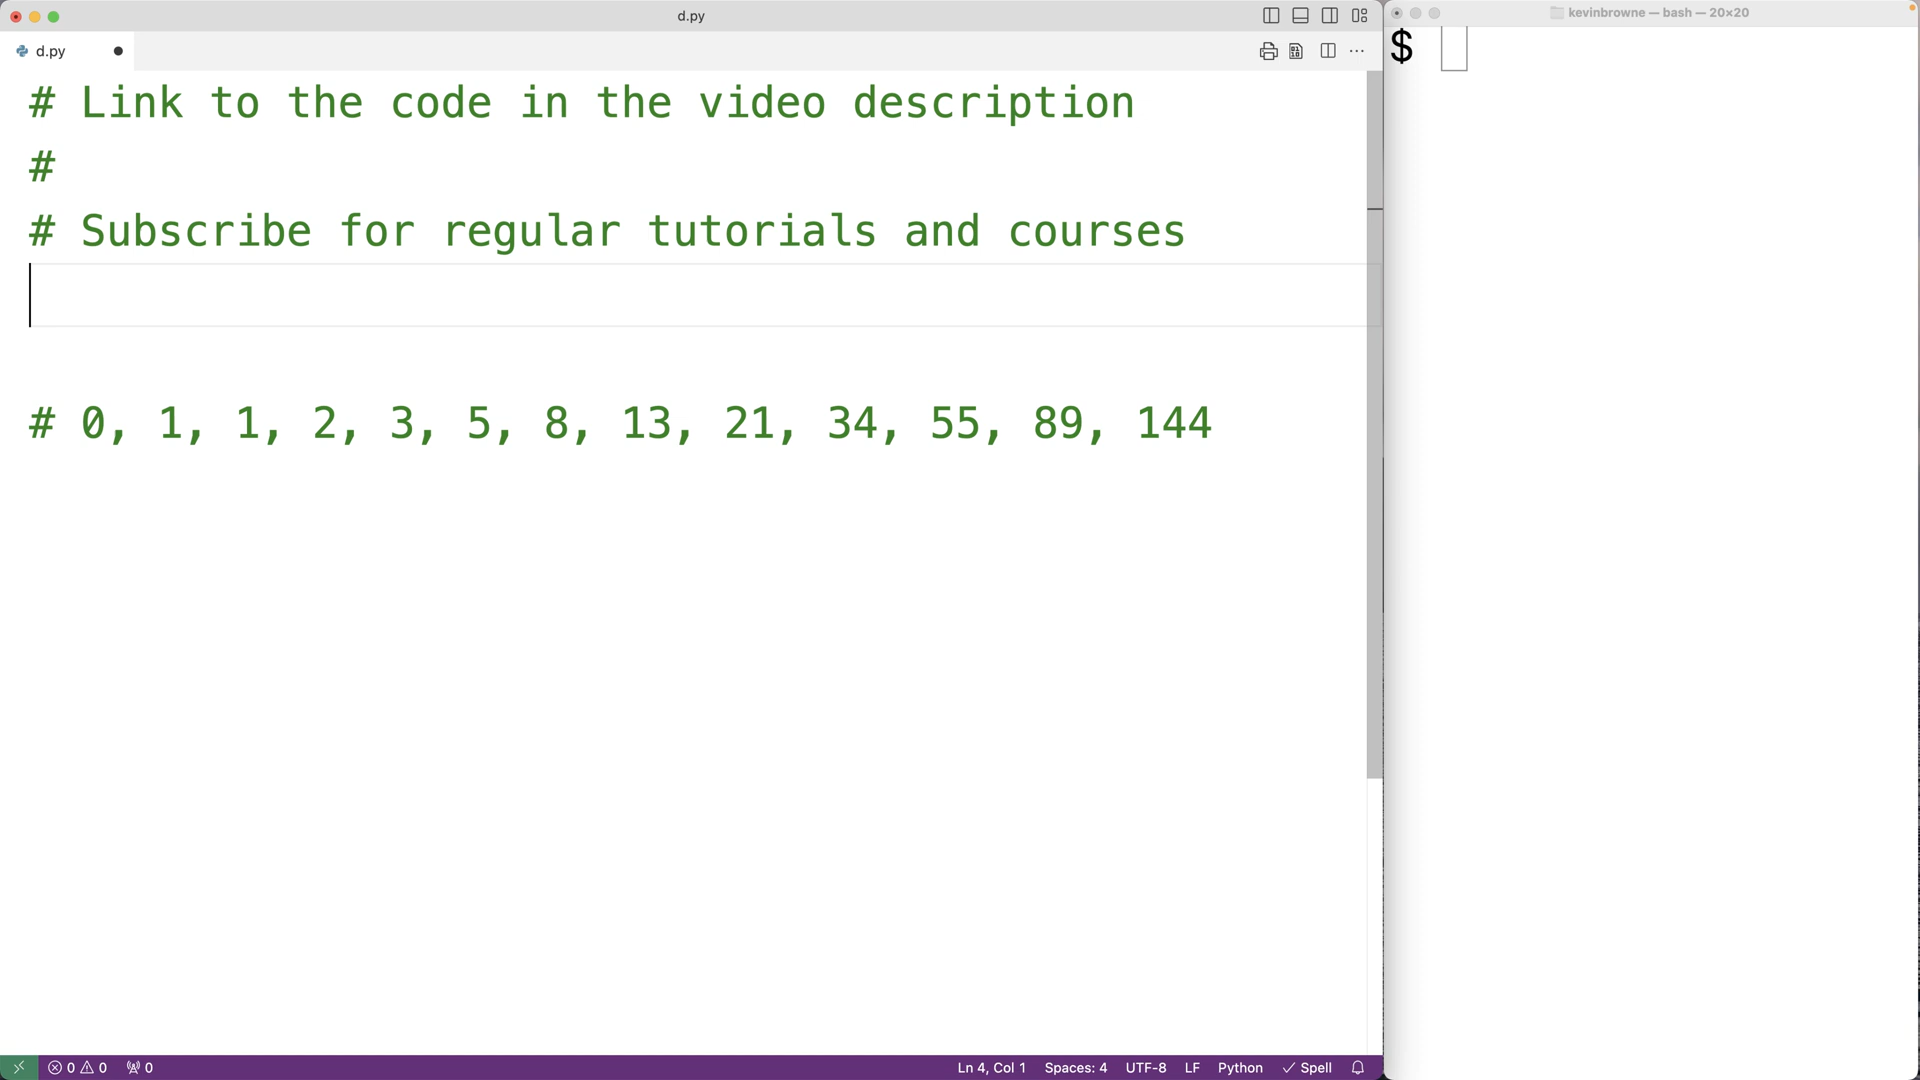 d.py
kevinbrowne — bash — 20×20
d.py
$
# Link to the code in the video description
#
# Subscribe for regular tutorials and courses
# 0, 1, 1, 2, 3, 5, 8, 13, 21, 34, 55, 89, 144
0 0 0 Ln 4, Col 1 Spaces: 4 UTF-8 LF Python Spell